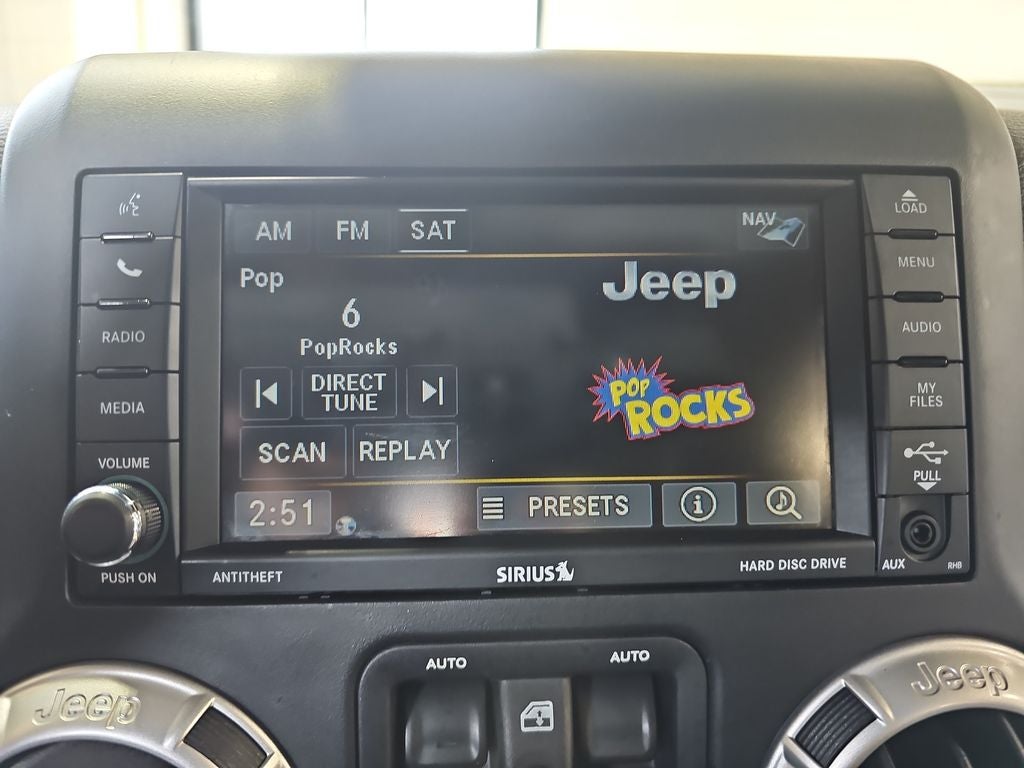 LOAD
AM FM SAT NAV
MENU
Pop
Jeep
6
PopRocks
RADIO
AUDIO
DIRECT
TUNE
POP
ROCKS
MEDIA
MY
FILES
SCAN REPLAY
VOLUME
PULL
2:51 PRESETS
PUSH ON
ANTITHEFT
SIRIUS
HARD DISC DRIVE
AUX
RHB
AUTO AUTO
Jeep
Jeep